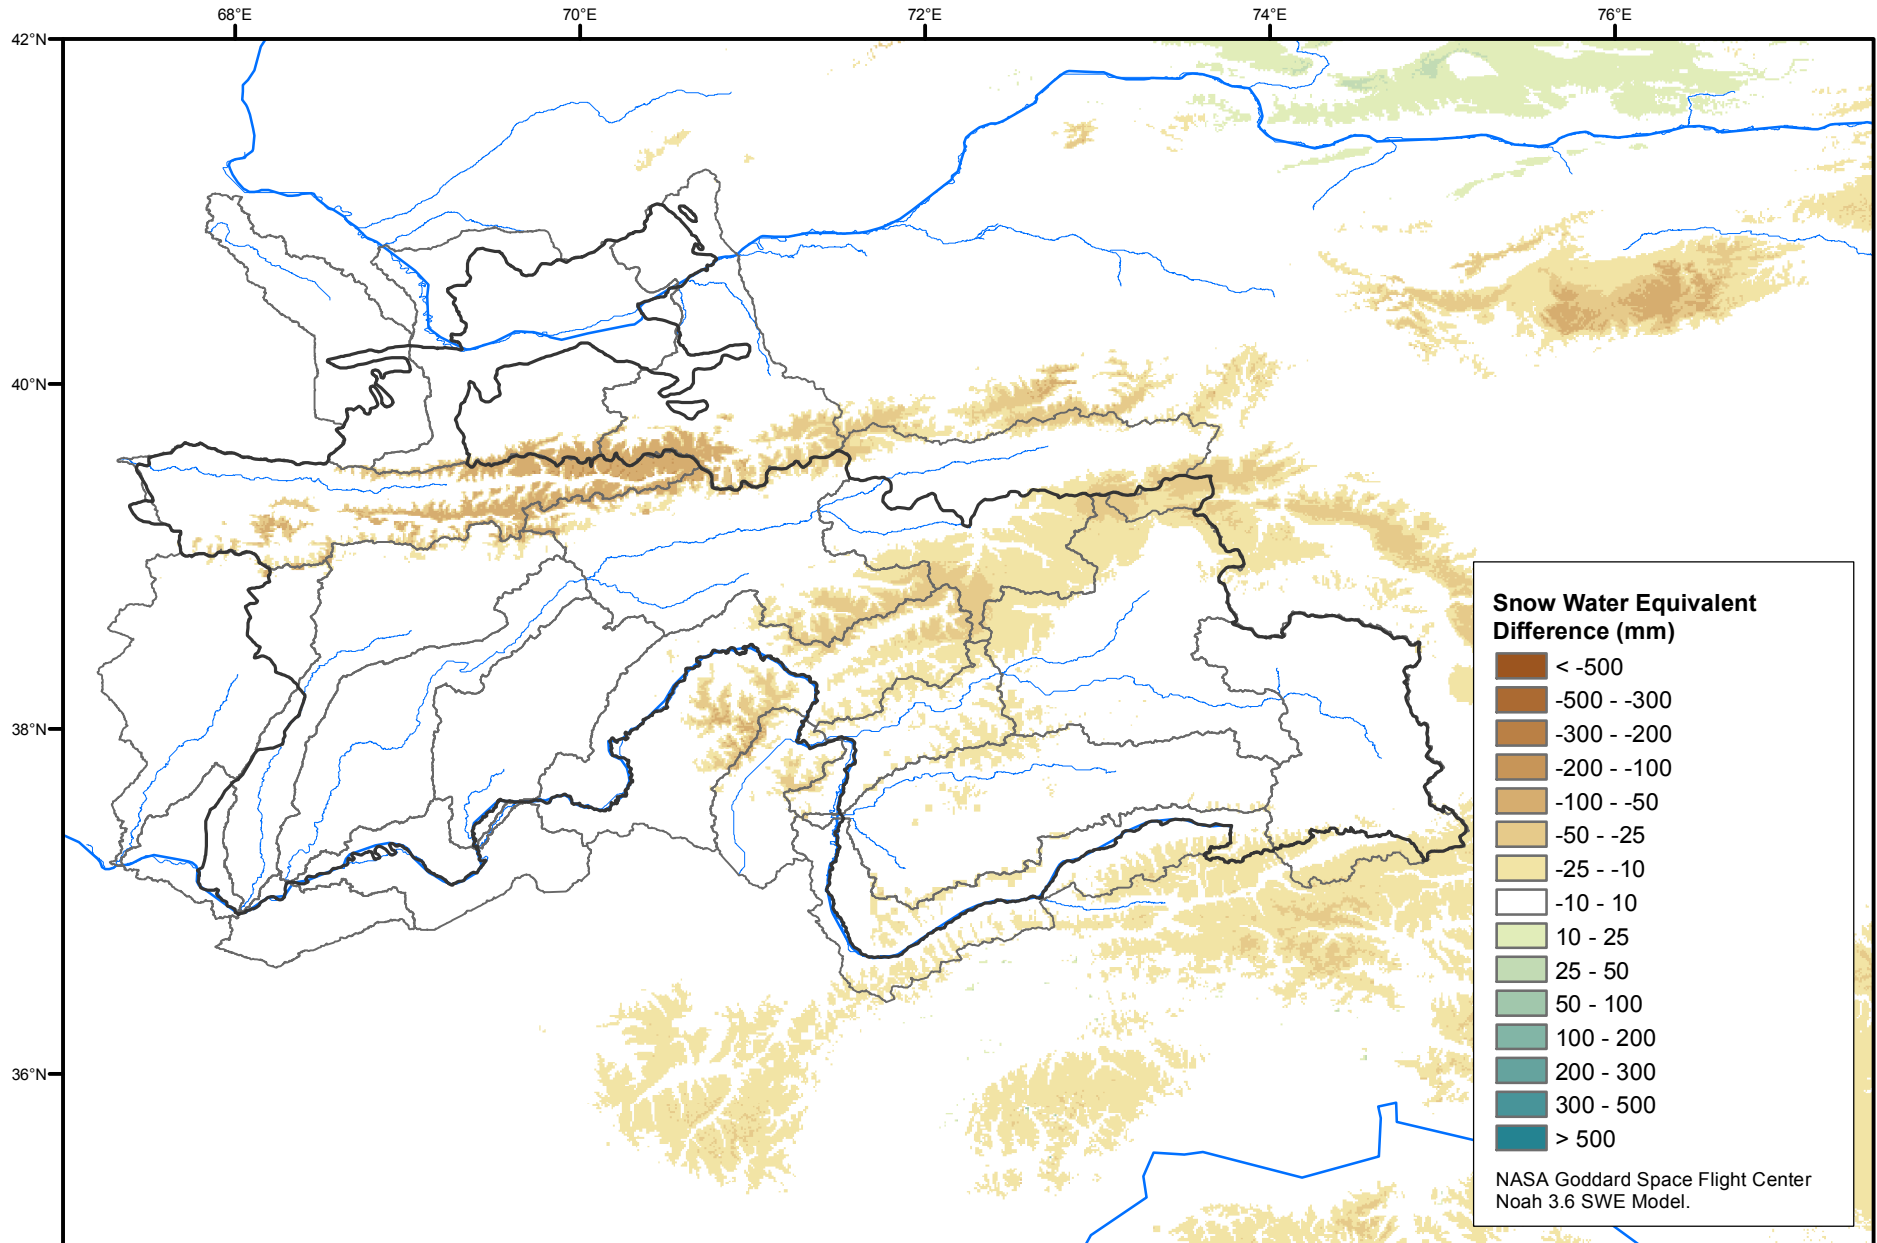 68°E
70°E
72°E
74°E
76°E
42°N
40°N
38°N
36°N
Snow Water Equivalent
Difference (mm)
< -500
-500 - -300
-300 - -200
-200 - -100
-100 - -50
-50 - -25
-25 - -10
-10 - 10
10 - 25
25 - 50
50 - 100
100 - 200
200 - 300
300 - 500
> 500
NASA Goddard Space Flight Center
Noah 3.6 SWE Model.